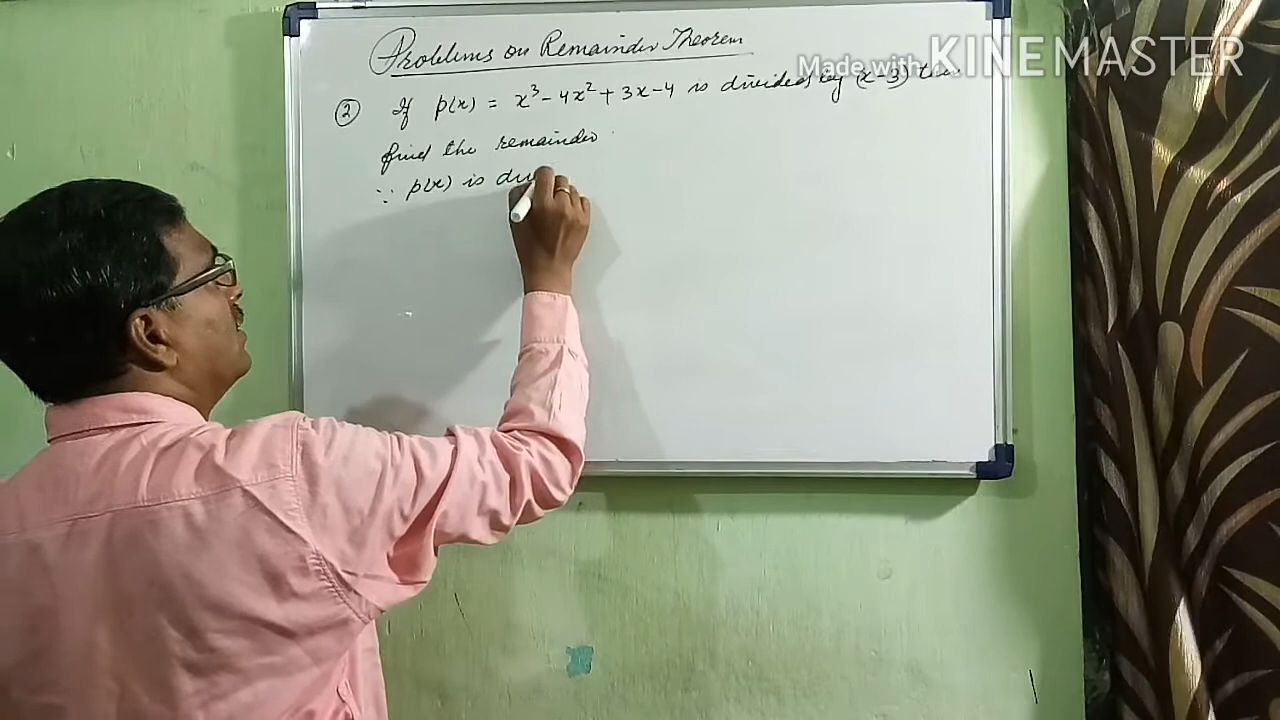 Problems on Remainder Theorem
Made with KINEMASTER
② If p(x) = x³ - 4x² + 3x - 4 is divided by (x-3) then
find the remainder
∵ p(x) is